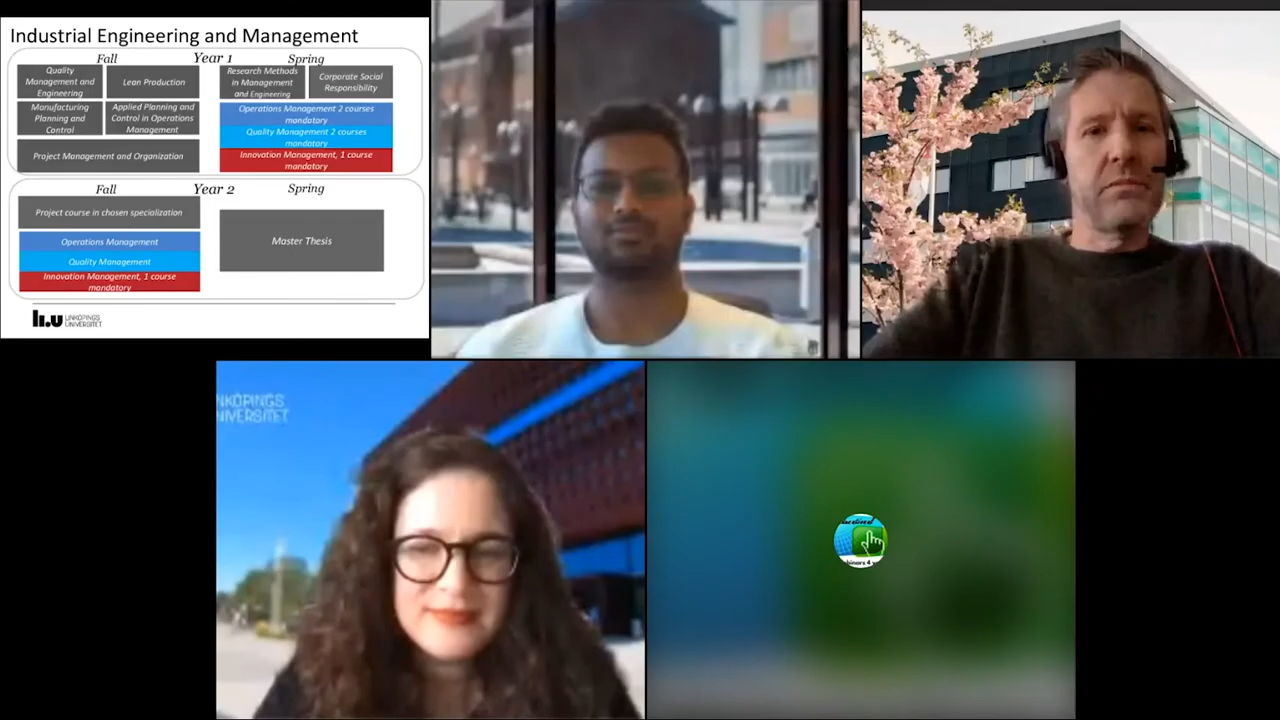 Industrial Engineering and Management
Fall
Year 1
Spring
Quality
Management and
Engineering
Lean Production
Research Methods
in Management
and Engineering
Corporate Social
Responsibility
Manufacturing
Planning and
Control
Applied Planning and
Control in Operations
Management
Operations Management 2 courses
mandatory
Quality Management 2 courses
mandatory
Project Management and Organization
Innovation Management, 1 course
mandatory
Fall
Year 2
Spring
Project course in chosen specialization
Operations Management
Quality Management
Innovation Management, 1 course
mandatory
Master Thesis
li.u LINKÖPINGS
UNIVERSITET
NKÖPINGS
NIVERSITET